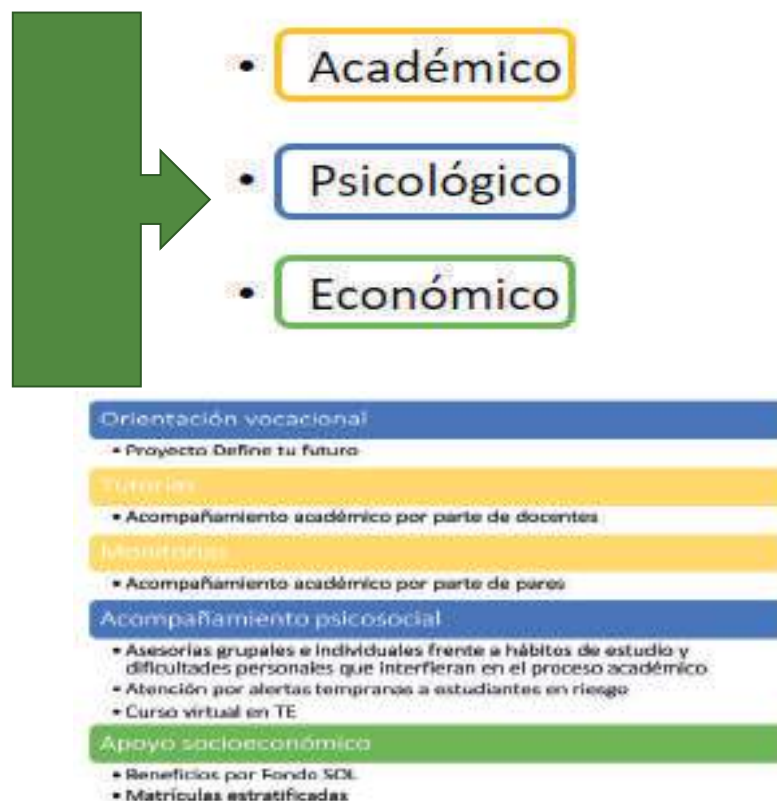 • Académico
• Psicológico
• Económico
Orientación vocacional
• Proyecto Define tu futuro
Tutorías
• Acompañamiento académico por parte de docentes
Monitorias
• Acompañamiento académico por parte de pares
Acompañamiento psicosocial
• Asesorías grupales e individuales frente a hábitos de estudio y
dificultades personales que interfieran en el proceso académico
• Atención por alertas tempranas a estudiantes en riesgo
• Curso virtual en TE
Apoyo socioeconómico
• Beneficios por Fondo SOL
• Matrículas estratificadas